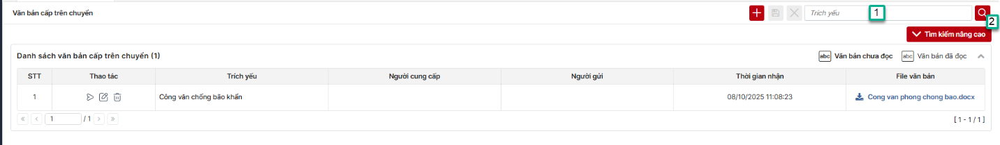 Văn bản cấp trên chuyển
Trích yếu 1
2
Tìm kiếm nâng cao
Danh sách văn bản cấp trên chuyển (1) abc Văn bản chưa đọc abc Văn bản đã đọc
STT Thao tác Trích yếu Người cung cấp Người gửi Thời gian nhận File văn bản
1 Công văn chống bão khẩn 08/10/2025 11:08:23 Cong van phong chong bao.docx
« ‹ 1 / 1 › » [ 1 - 1 / 1 ]